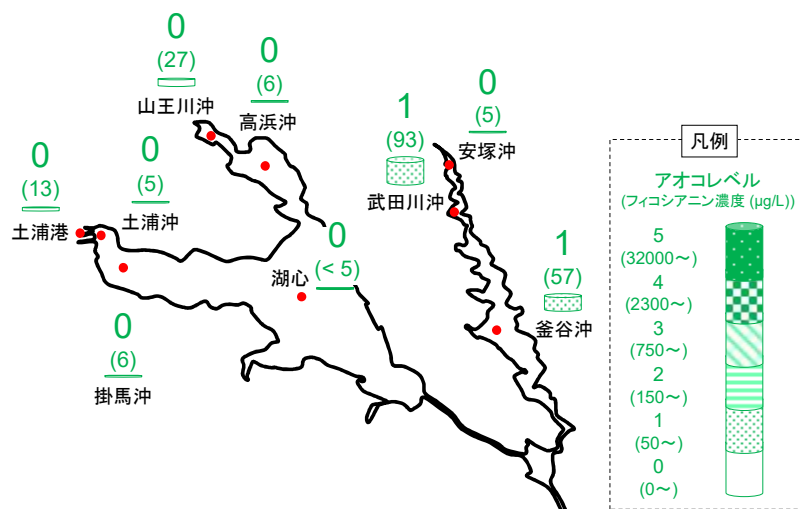 0
(27)
山王川沖
0
(6)
高浜沖
1
(93)
武田川沖
0
(5)
安塚沖
0
(13)
土浦港
0
(5)
土浦沖
0
(< 5)
湖心
1
(57)
釜谷沖
0
(6)
掛馬沖
凡例
アオコレベル
(フィコシアニン濃度 (µg/L))
5
(32000～)
4
(2300～)
3
(750～)
2
(150～)
1
(50～)
0
(0～)